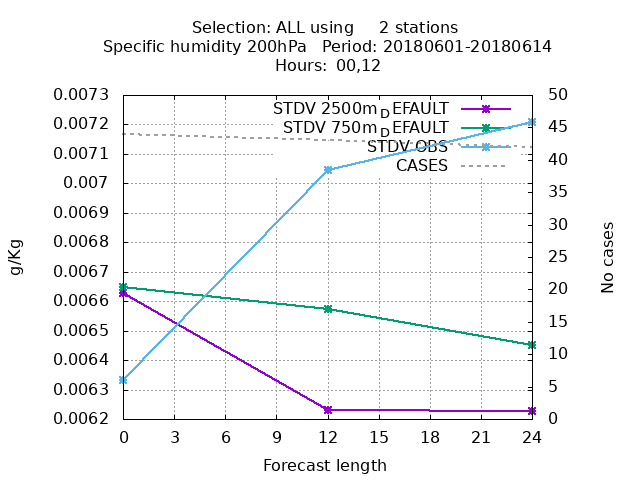 Selection: ALL using     2 stations
Specific humidity 200hPa   Period: 20180601-20180614
Hours: 00,12
0.0073
0.0072
0.0071
0.007
0.0069
0.0068
0.0067
0.0066
0.0065
0.0064
0.0063
0.0062
g/Kg
STDV 2500m_DEFAULT
STDV 750m_DEFAULT
STDV OBS
CASES
50
45
40
35
30
25
20
15
10
5
0
No cases
0 3 6 9 12 15 18 21 24
Forecast length